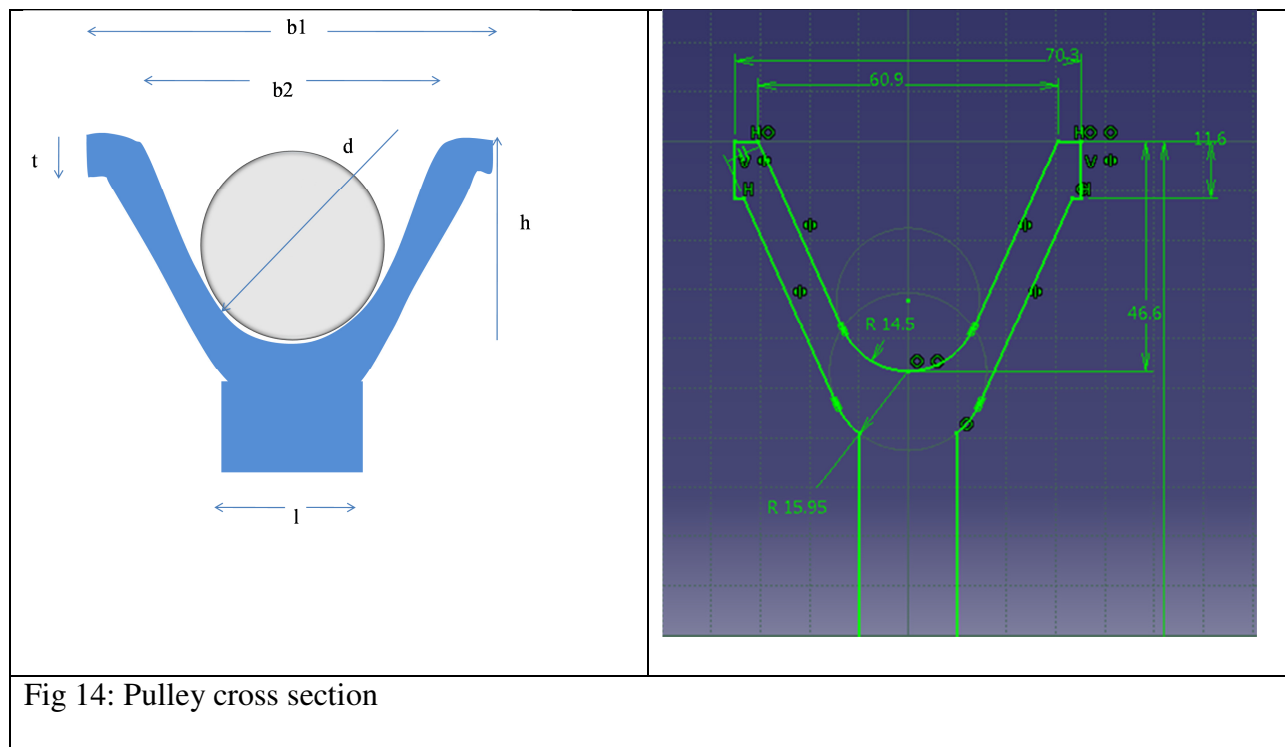 b1
b2
d
t
h
l
70.3
60.9
11.6
46.6
R 14.5
R 15.95
H
H
V
V
H
Fig 14: Pulley cross section